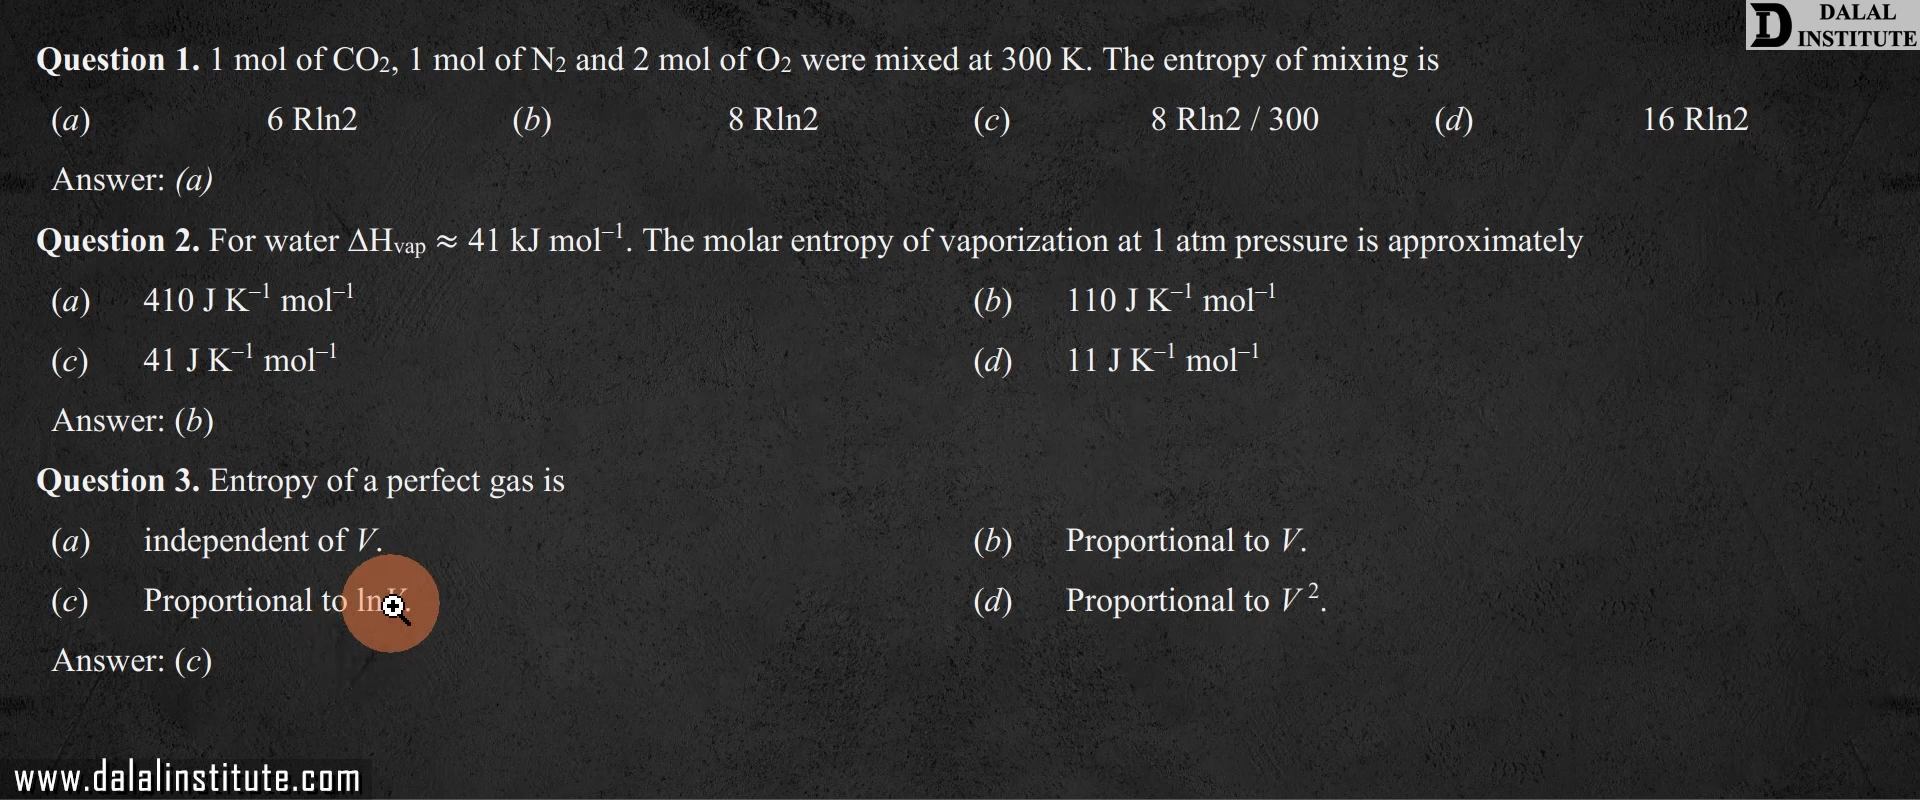 DALAL
INSTITUTE
Question 1. 1 mol of CO₂, 1 mol of N₂ and 2 mol of O₂ were mixed at 300 K. The entropy of mixing is
(a) 6 Rln2 (b) 8 Rln2 (c) 8 Rln2 / 300 (d) 16 Rln2
Answer: (a)
Question 2. For water ΔHvap ≈ 41 kJ mol⁻¹. The molar entropy of vaporization at 1 atm pressure is approximately
(a) 410 J K⁻¹ mol⁻¹ (b) 110 J K⁻¹ mol⁻¹
(c) 41 J K⁻¹ mol⁻¹ (d) 11 J K⁻¹ mol⁻¹
Answer: (b)
Question 3. Entropy of a perfect gas is
(a) independent of V. (b) Proportional to V.
(c) Proportional to ln V. (d) Proportional to V².
Answer: (c)
www.dalalinstitute.com